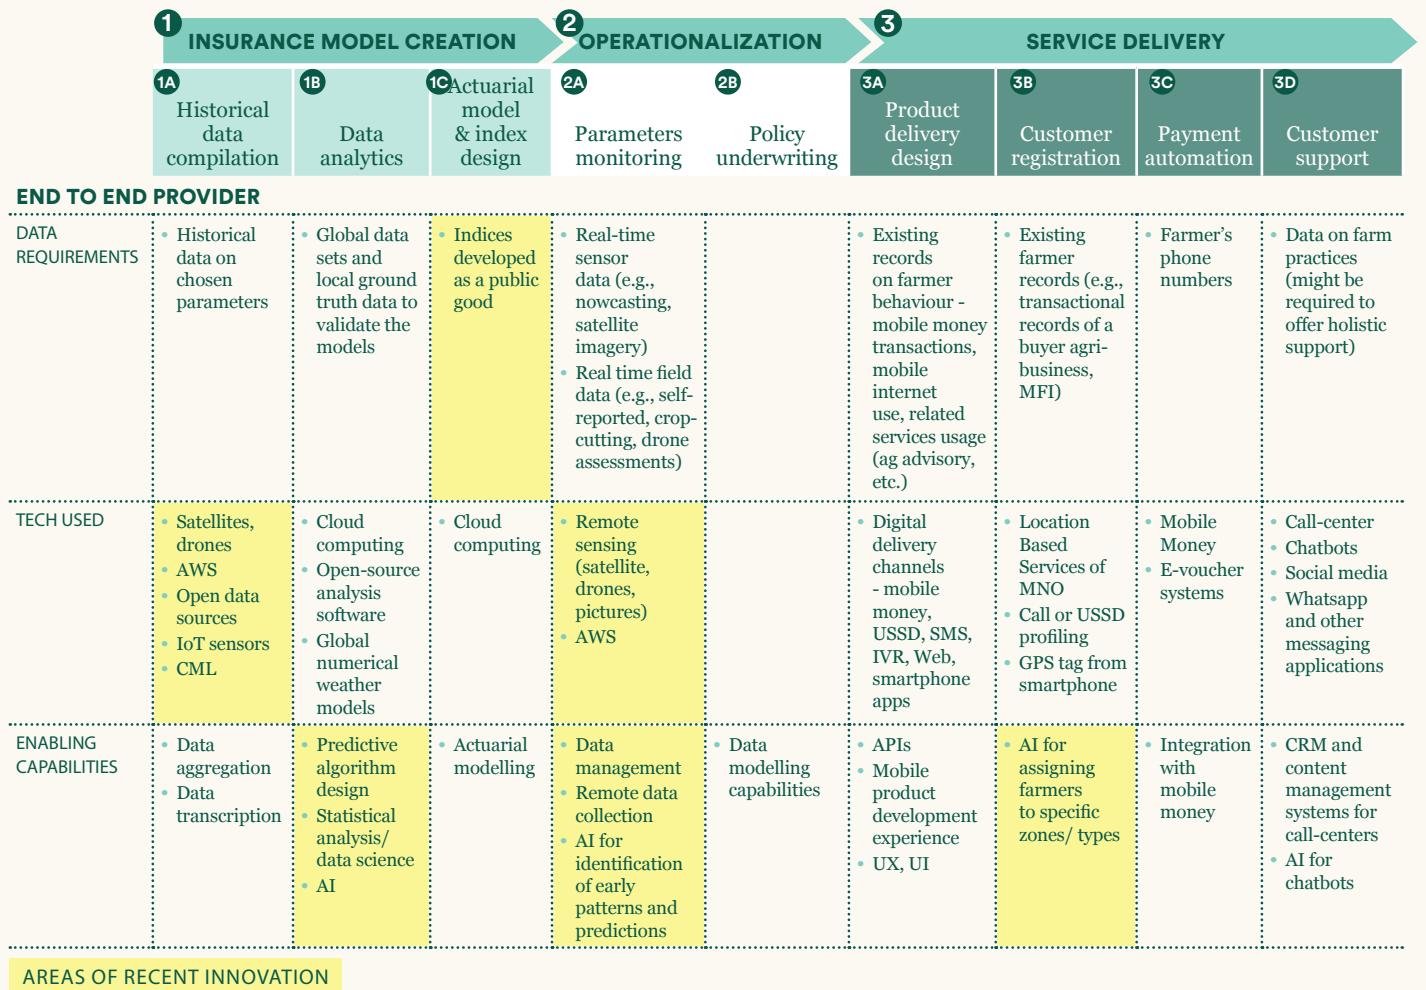 1
INSURANCE MODEL CREATION
2
OPERATIONALIZATION
3
SERVICE DELIVERY
1A
Historical
data
compilation
1B
Data
analytics
1C
Actuarial
model
& index
design
2A
Parameters
monitoring
2B
Policy
underwriting
3A
Product
delivery
design
3B
Customer
registration
3C
Payment
automation
3D
Customer
support
END TO END PROVIDER
DATA
REQUIREMENTS
• Historical
data on
chosen
parameters
• Global data
sets and
local ground
truth data to
validate the
models
• Indices
developed
as a public
good
• Real-time
sensor
data (e.g.,
nowcasting,
satellite
imagery)
• Real time field
data (e.g., self-
reported, crop-
cutting, drone
assessments)
• Existing
records
on farmer
behaviour -
mobile money
transactions,
mobile
internet
use, related
services usage
(ag advisory,
etc.)
• Existing
farmer
records (e.g.,
transactional
records of a
buyer agri-
business,
MFI)
• Farmer’s
phone
numbers
• Data on farm
practices
(might be
required to
offer holistic
support)
TECH USED
• Satellites,
drones
• AWS
• Open data
sources
• IoT sensors
• CML
• Cloud
computing
• Open-source
analysis
software
• Global
numerical
weather
models
• Cloud
computing
• Remote
sensing
(satellite,
drones,
pictures)
• AWS
• Digital
delivery
channels
- mobile
money,
USSD, SMS,
IVR, Web,
smartphone
apps
• Location
Based
Services of
MNO
• Call or USSD
profiling
• GPS tag from
smartphone
• Mobile
Money
• E-voucher
systems
• Call-center
• Chatbots
• Social media
• Whatsapp
and other
messaging
applications
ENABLING
CAPABILITIES
• Data
aggregation
• Data
transcription
• Predictive
algorithm
design
• Statistical
analysis/
data science
• AI
• Actuarial
modelling
• Data
management
• Remote data
collection
• AI for
identification
of early
patterns and
predictions
• Data
modelling
capabilities
• APIs
• Mobile
product
development
experience
• UX, UI
• AI for
assigning
farmers
to specific
zones/ types
• Integration
with
mobile
money
• CRM and
content
management
systems for
call-centers
• AI for
chatbots
AREAS OF RECENT INNOVATION